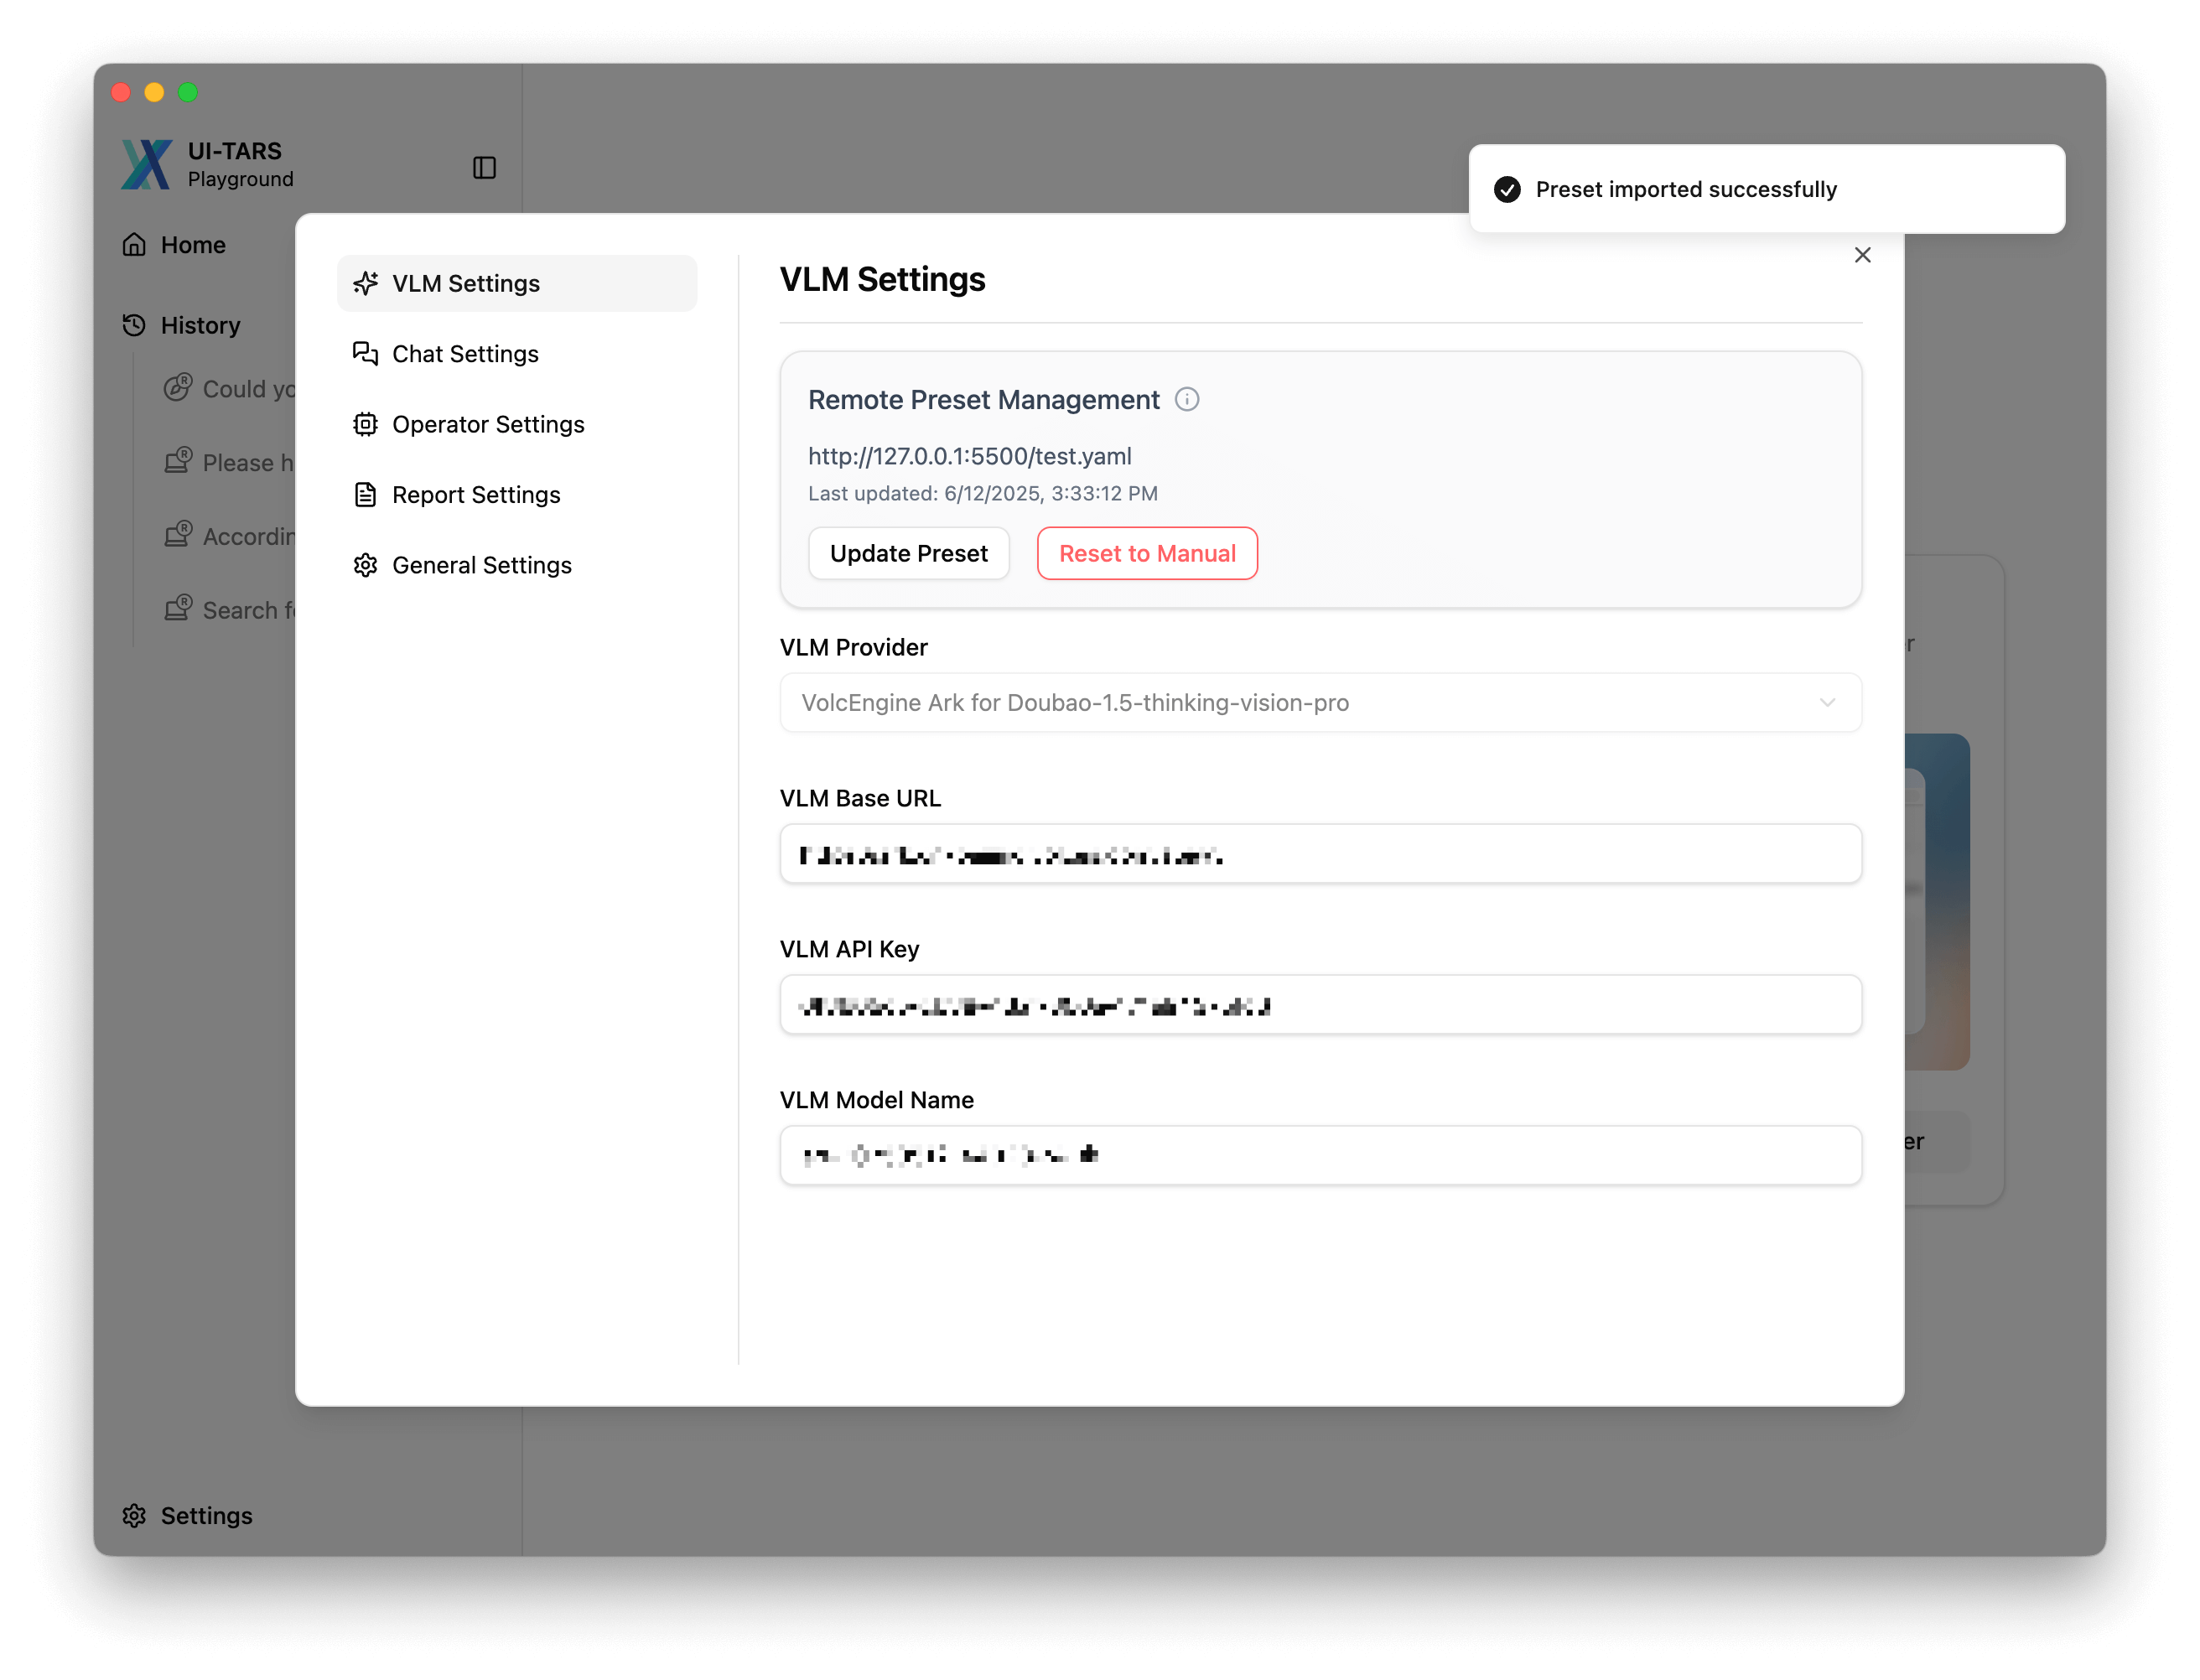 UI-TARS
Playground
Home
History
Could yo
Please h
Accordin
Search f
Settings
Preset imported successfully
VLM Settings
Chat Settings
Operator Settings
Report Settings
General Settings
VLM Settings
Remote Preset Management
http://127.0.0.1:5500/test.yaml
Last updated: 6/12/2025, 3:33:12 PM
Update Preset
Reset to Manual
VLM Provider
VolcEngine Ark for Doubao-1.5-thinking-vision-pro
VLM Base URL
VLM API Key
VLM Model Name
er